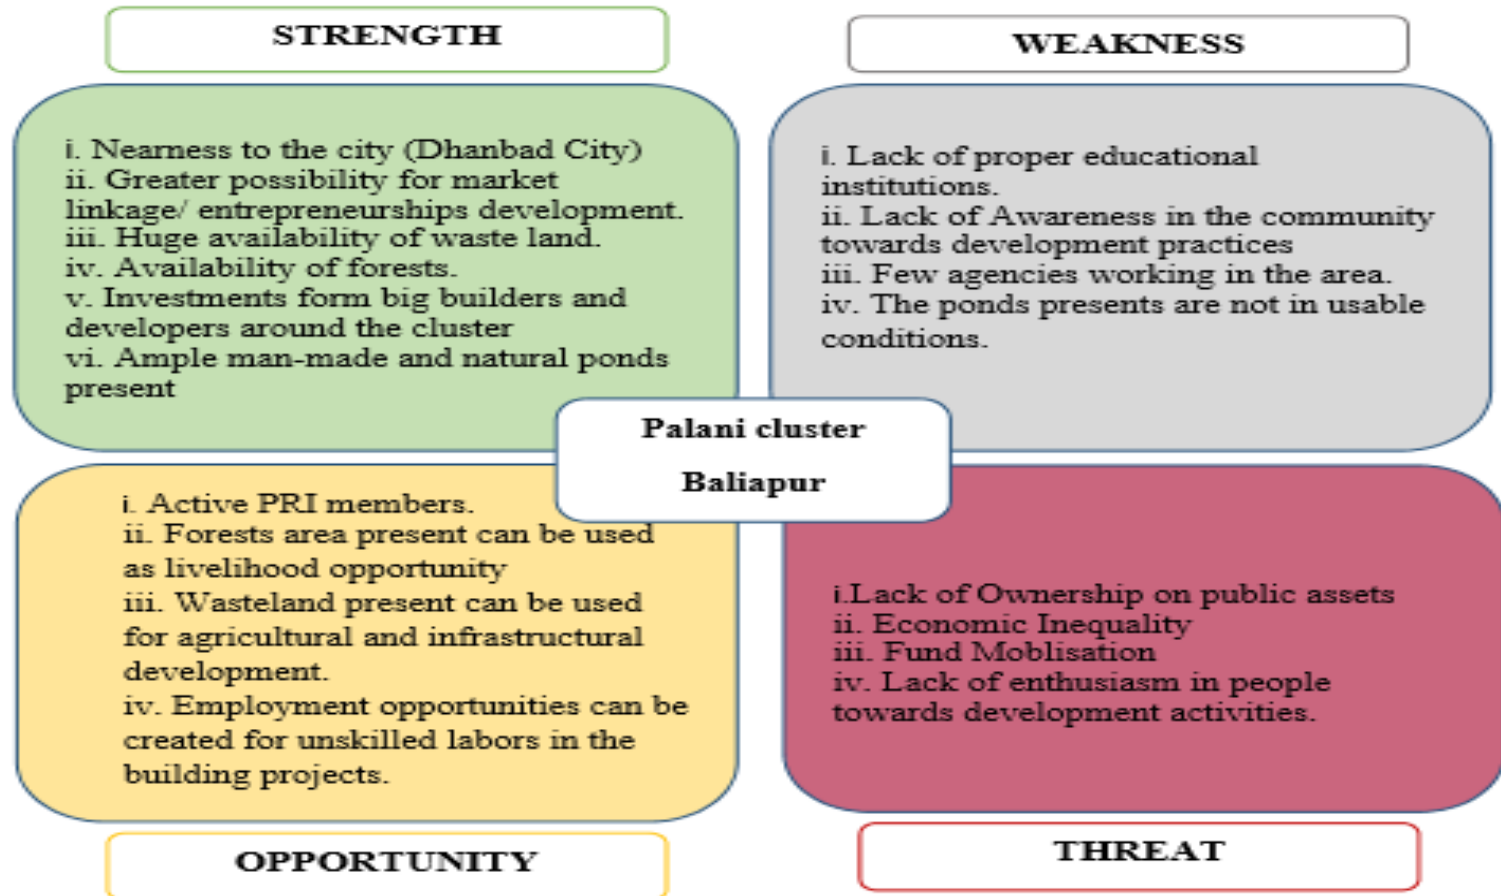 STRENGTH
i. Nearness to the city (Dhanbad City)
ii. Greater possibility for market
linkage/ entrepreneurships development.
iii. Huge availability of waste land.
iv. Availability of forests.
v. Investments form big builders and
developers around the cluster
vi. Ample man-made and natural ponds
present
WEAKNESS
i. Lack of proper educational
institutions.
ii. Lack of Awareness in the community
towards development practices
iii. Few agencies working in the area.
iv. The ponds presents are not in usable
conditions.
Palani cluster
Baliapur
i. Active PRI members.
ii. Forests area present can be used
as livelihood opportunity
iii. Wasteland present can be used
for agricultural and infrastructural
development.
iv. Employment opportunities can be
created for unskilled labors in the
building projects.
OPPORTUNITY
i.Lack of Ownership on public assets
ii. Economic Inequality
iii. Fund Moblisation
iv. Lack of enthusiasm in people
towards development activities.
THREAT